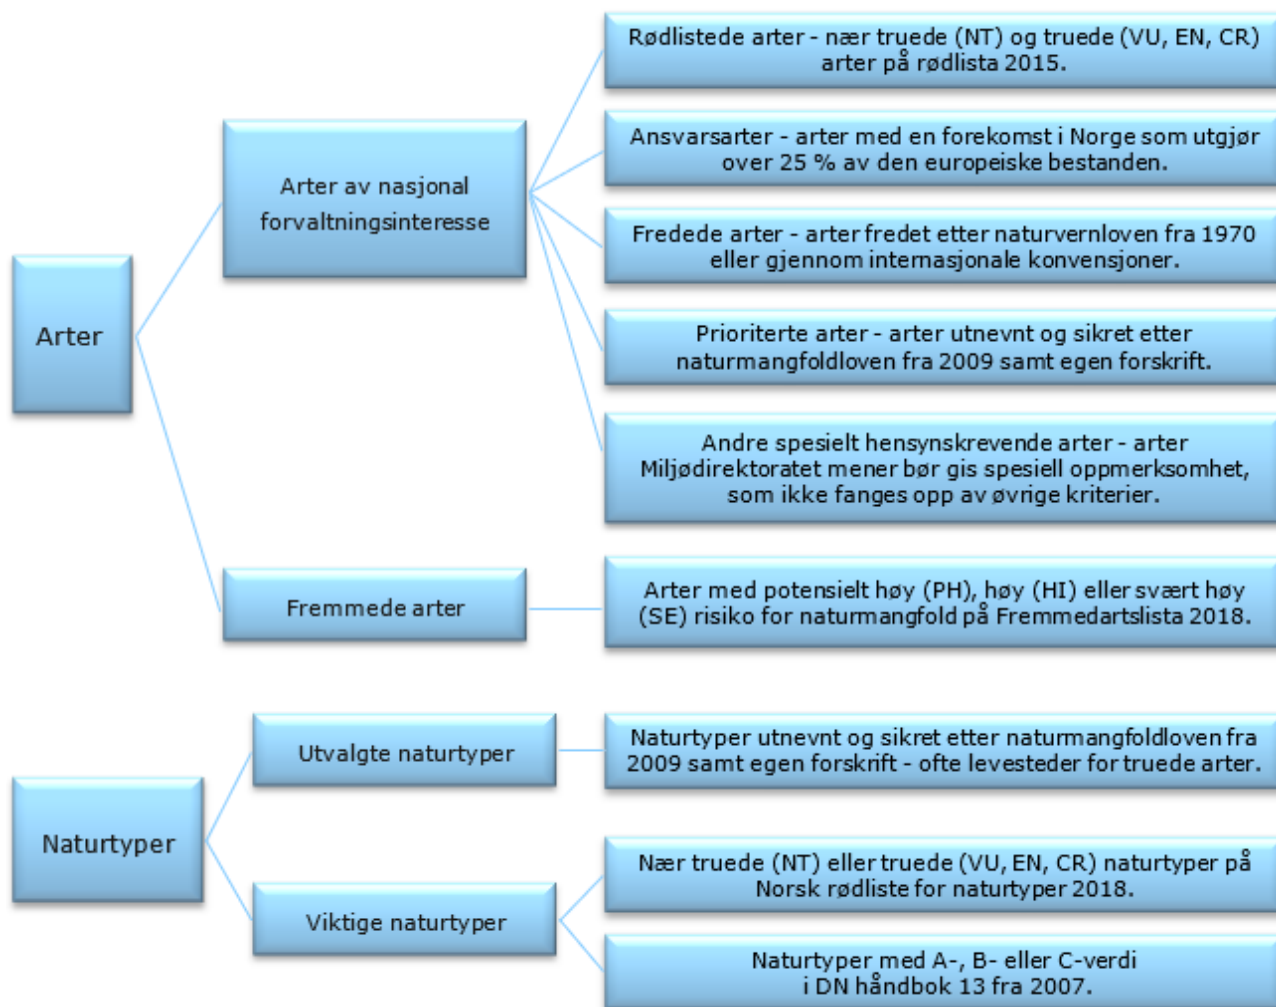 Arter
Arter av nasjonal
forvaltningsinteresse
Rødlistede arter - nær truede (NT) og truede (VU, EN, CR)
arter på rødlista 2015.
Ansvarsarter - arter med en forekomst i Norge som utgjør
over 25 % av den europeiske bestanden.
Fredede arter - arter fredet etter naturvernloven fra 1970
eller gjennom internasjonale konvensjoner.
Prioriterte arter - arter utnevnt og sikret etter
naturmangfoldloven fra 2009 samt egen forskrift.
Andre spesielt hensynskrevende arter - arter
Miljødirektoratet mener bør gis spesiell oppmerksomhet,
som ikke fanges opp av øvrige kriterier.
Fremmede arter
Arter med potensielt høy (PH), høy (HI) eller svært høy
(SE) risiko for naturmangfold på Fremmedartslista 2018.
Naturtyper
Utvalgte naturtyper
Naturtyper utnevnt og sikret etter naturmangfoldloven fra
2009 samt egen forskrift - ofte levesteder for truede arter.
Viktige naturtyper
Nær truede (NT) eller truede (VU, EN, CR) naturtyper på
Norsk rødliste for naturtyper 2018.
Naturtyper med A-, B- eller C-verdi
i DN håndbok 13 fra 2007.